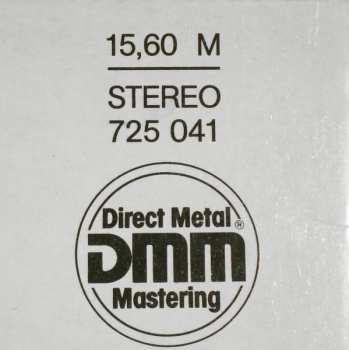 15,60 M
STEREO
725 041
Direct Metal
DMM®
Mastering